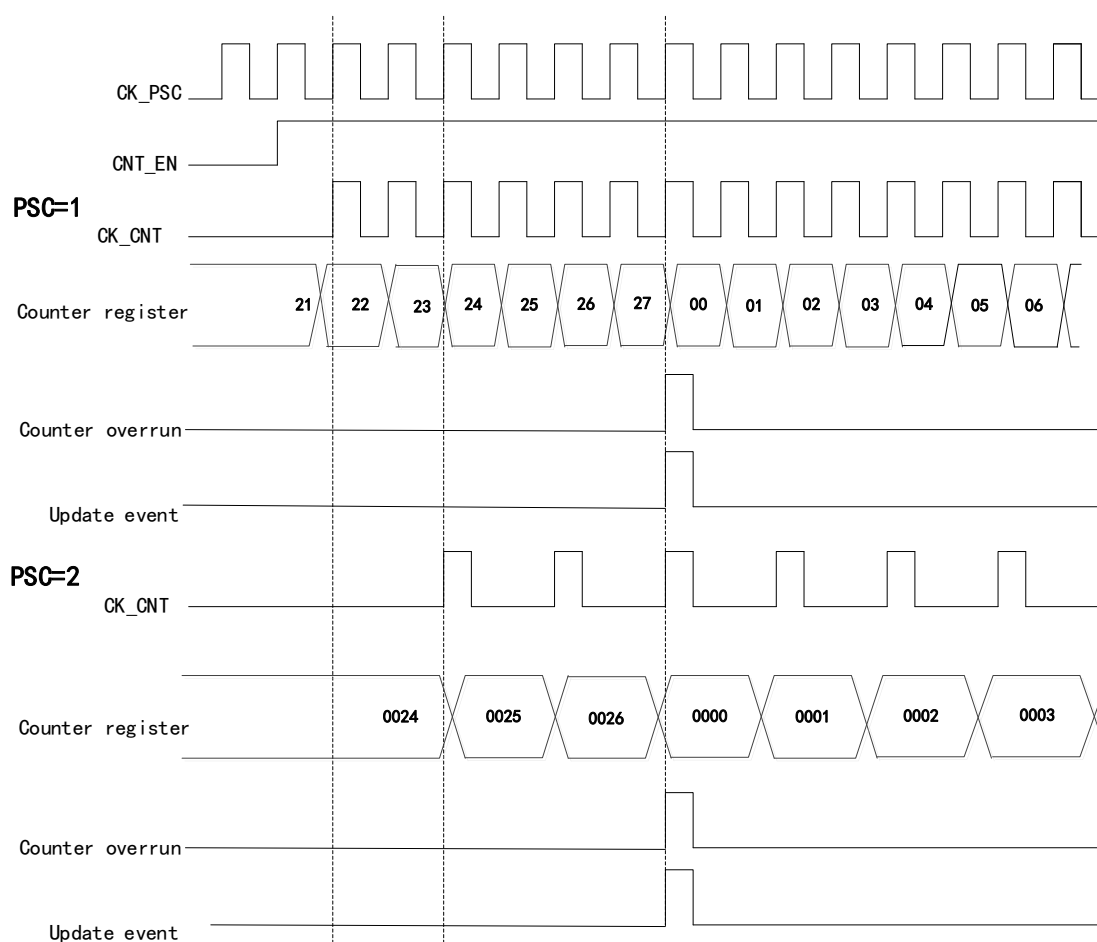 CK_PSC
CNT_EN
PSC=1
CK_CNT
Counter register 21 22 23 24 25 26 27 00 01 02 03 04 05 06
Counter overrun
Update event
PSC=2
CK_CNT
Counter register 0024 0025 0026 0000 0001 0002 0003
Counter overrun
Update event